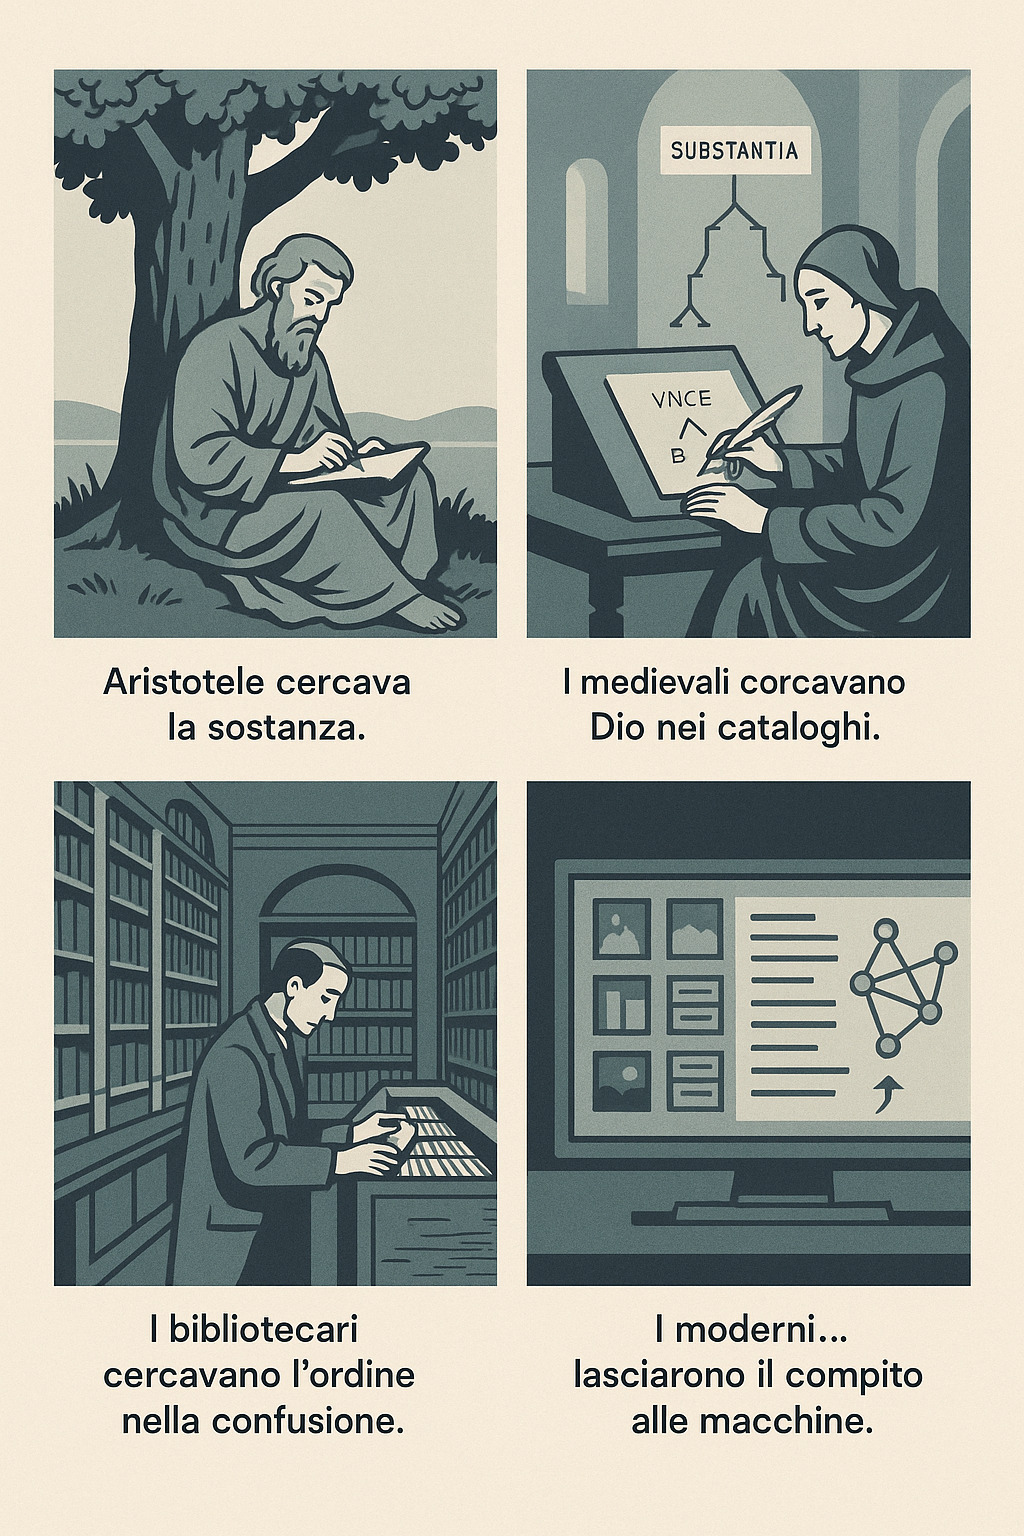 SUBSTANTIA
VNCE
B
Aristotele cercava
la sostanza.
I medievali corcavano
Dio nei cataloghi.
I bibliotecari
cercavano l’ordine
nella confusione.
I moderni...
lasciarono il compito
alle macchine.